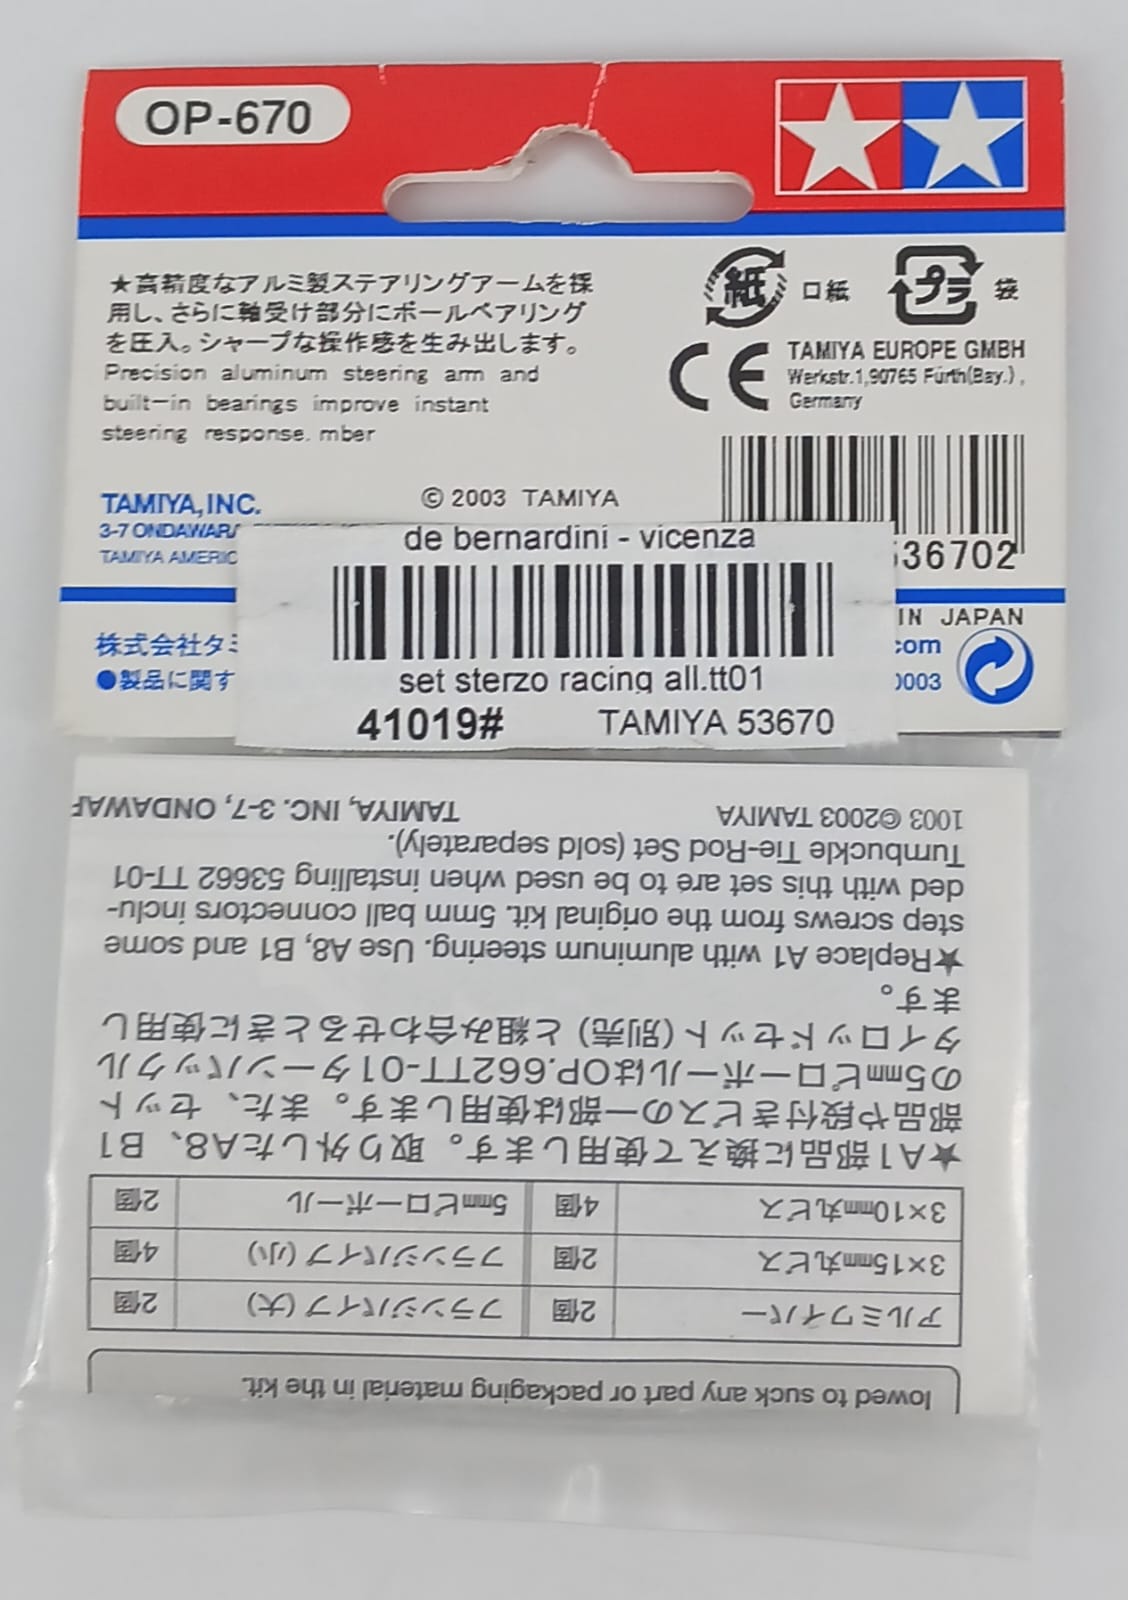 OP-670
★高精度なアルミ製ステアリングアームを採
用し、さらに軸受け部分にボールベアリング
を圧入。シャープな操作感を生み出します。
Precision aluminum steering arm and
built-in bearings improve instant
steering response. mber
紙 口紙
プラ 袋
CE
TAMIYA EUROPE GMBH
Werkstr.1,90765 Fürth(Bay.),
Germany
TAMIYA, INC.
© 2003 TAMIYA
3-7 ONDAWARA
TAMIYA AMERIC
36702
IN JAPAN
株式会社タミ
com
●製品に関す
0003
de bernardini - vicenza
set sterzo racing all.tt01
41019# TAMIYA 53670
lowed to suck any part or packaging material in the kit.
アルミワイパー 2個 フランジパイプ (大) 2個
3×15mm丸ビス 2個 フランジパイプ (小) 4個
3×10mm丸ビス 4個 5mmピローボール 2個
★A1部品に換えて使用します。取り外したA8、B1
部品や段付きビスの一部は使用します。また、セット
の5mmピローボールはOP.662TT-01ターンバックル
タイロッドセット (別売) と組み合わせるときに使用し
ます。
★Replace A1 with aluminum steering. Use A8, B1 and some
step screws from the original kit. 5mm ball connectors inclu-
ded with this set are to be used when installing 53662 TT-01
Turnbuckle Tie-Rod Set (sold separately).
1003 ©2003 TAMIYA TAMIYA, INC. 3-7, ONDAWAR